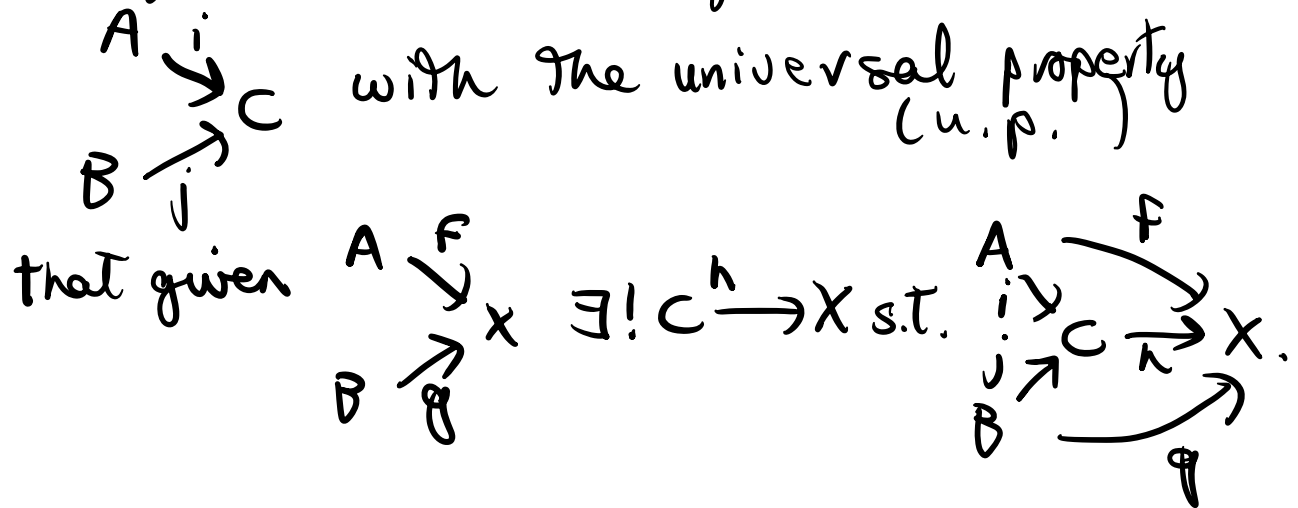 A i
C with the universal property
(u.p.)
B j
that given A f X B g ∃! C h X s.t. A i j B C f h X. g